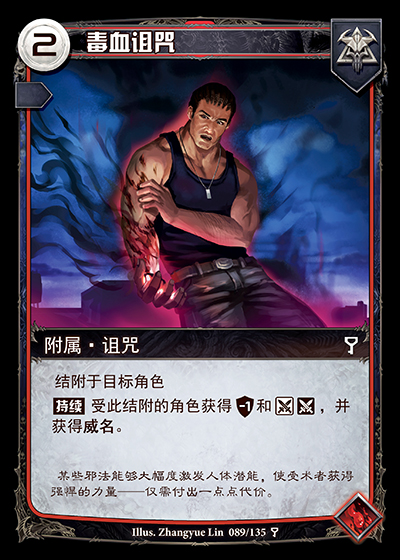 2 毒血诅咒
附属·诅咒
结附于目标角色
持续 受此结附的角色获得 -1 和 ,并
获得威名。
某些邪法能够大幅度激发人体潜能,使受术者获得
强悍的力量——仅需付出一点点代价。
Illus. Zhangyue Lin 089/135